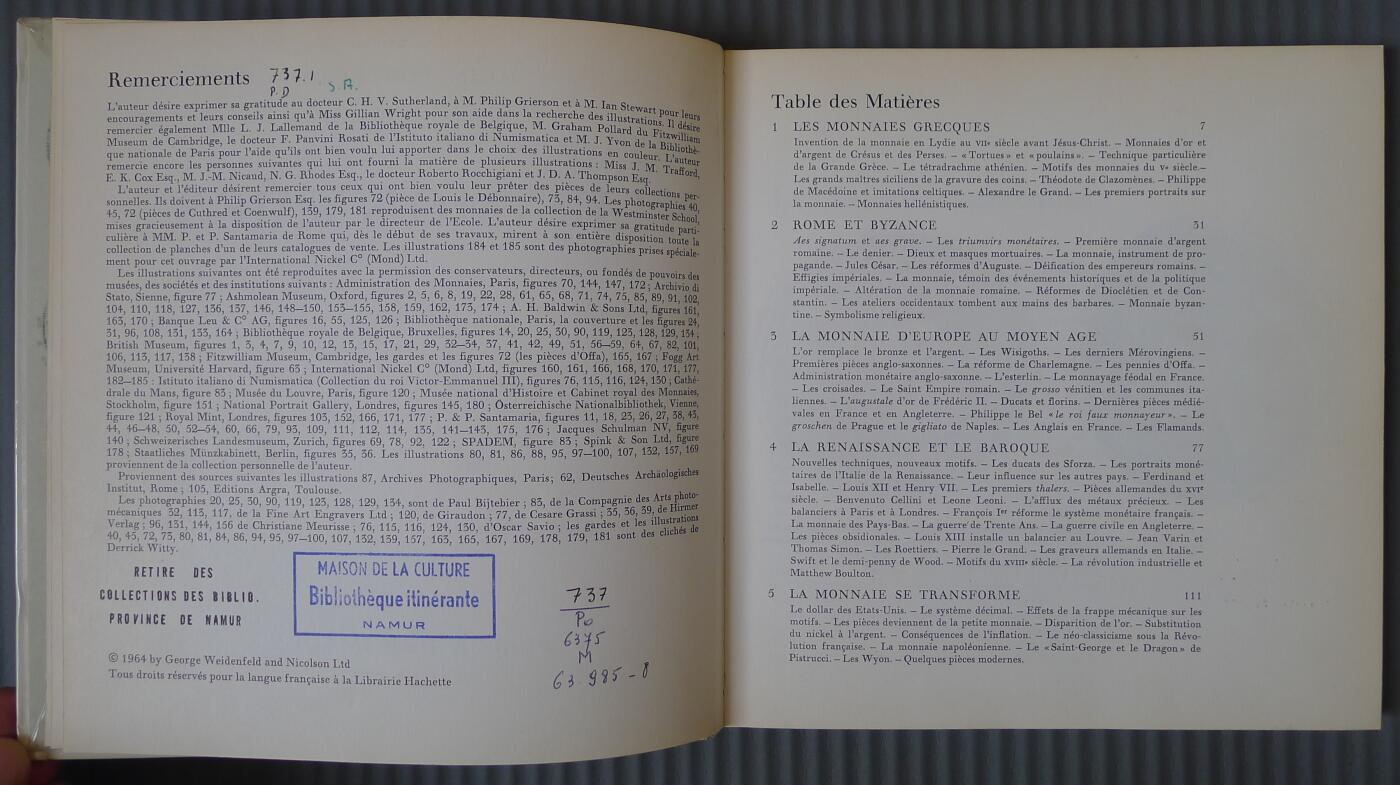 Remerciements 737.1
P.D S.A.
L'auteur désire exprimer sa gratitude au docteur C. H. V. Sutherland, à M. Philip Grierson et à M. Ian Stewart pour leurs
encouragements et leurs conseils ainsi qu'à Miss Gillian Wright pour son aide dans la recherche des illustrations. Il désire
remercier également Mlle L. J. Lallemand de la Bibliothèque royale de Belgique, M. Graham Pollard du Fitzwilliam
Museum de Cambridge, le docteur F. Panvini Rosati de l'Istituto italiano di Numismatica et M. J. Yvon de la Bibliothè-
que nationale de Paris pour l'aide qu'ils ont bien voulu lui apporter dans le choix des illustrations en couleur. L'auteur
remercie encore les personnes suivantes qui lui ont fourni la matière de plusieurs illustrations : Miss J. M. Trafford,
E. K. Cox Esq., M. J.-M. Nicaud, N. G. Rhodes Esq., le docteur Roberto Rocchigiani et J. D. A. Thompson Esq.
L'auteur et l'éditeur désirent remercier tous ceux qui ont bien voulu leur prêter des pièces de leurs collections per-
sonnelles. Ils doivent à Philip Grierson Esq. les figures 72 (pièce de Louis le Débonnaire), 73, 84, 94. Les photographies 40,
45, 72 (pièces de Cuthred et Coenwulf), 139, 179, 181 reproduisent des monnaies de la collection de la Westminster School,
mises gracieusement à la disposition de l'auteur par le directeur de l'Ecole. L'auteur désire exprimer sa gratitude parti-
culière à MM. P. et P. Santamaria de Rome qui, dès le début de ses travaux, mirent à son entière disposition toute la
collection de planches d'un de leurs catalogues de vente. Les illustrations 184 et 185 sont des photographies prises spéciale-
ment pour cet ouvrage par l'International Nickel C° (Mond) Ltd.
Les illustrations suivantes ont été reproduites avec la permission des conservateurs, directeurs, ou fondés de pouvoirs des
musées, des sociétés et des institutions suivants : Administration des Monnaies, Paris, figures 70, 144, 147, 172 ; Archivio di
Stato, Sienne, figure 77 ; Ashmolean Museum, Oxford, figures 2, 5, 6, 8, 19, 22, 28, 61, 65, 68, 71, 74, 75, 85, 89, 91, 102,
104, 110, 118, 127, 136, 137, 146, 148–150, 153–155, 158, 159, 162, 173, 174 ; A. H. Baldwin & Sons Ltd, figures 161,
163, 170 ; Banque Leu & C° AG, figures 16, 55, 125, 126 ; Bibliothèque nationale, Paris, la couverture et les figures 24,
31, 96, 108, 131, 133, 164 ; Bibliothèque royale de Belgique, Bruxelles, figures 14, 20, 25, 30, 90, 119, 123, 128, 129, 134 ;
British Museum, figures 1, 3, 4, 7, 9, 10, 12, 13, 15, 17, 21, 29, 32–34, 37, 41, 42, 49, 51, 56–59, 64, 67, 82, 101,
106, 113, 117, 138 ; Fitzwilliam Museum, Cambridge, les gardes et les figures 72 (les pièces d'Offa), 165, 167 ; Fogg Art
Museum, Université Harvard, figure 63 ; International Nickel C° (Mond) Ltd, figures 160, 161, 166, 168, 170, 171, 177,
182–185 : Istituto italiano di Numismatica (Collection du roi Victor-Emmanuel III), figures 76, 115, 116, 124, 130 ; Cathé-
drale du Mans, figure 83 ; Musée du Louvre, Paris, figure 120 ; Musée national d'Histoire et Cabinet royal des Monnaies,
Stockholm, figure 151 ; National Portrait Gallery, Londres, figures 145, 180 ; Österreichische Nationalbibliothek, Vienne,
figure 121 ; Royal Mint, Londres, figures 103, 152, 166, 171, 177 ; P. & P. Santamaria, figures 11, 18, 23, 26, 27, 38, 43,
44, 46–48, 50, 52–54, 60, 66, 79, 93, 109, 111, 112, 114, 135, 141–143, 175, 176 ; Jacques Schulman NV, figure
140 ; Schweizerisches Landesmuseum, Zurich, figures 69, 78, 92, 122 ; SPADEM, figure 83 ; Spink & Son Ltd, figure
178 ; Staatliches Münzkabinett, Berlin, figures 35, 36. Les illustrations 80, 81, 86, 88, 95, 97–100, 107, 132, 157, 169
proviennent de la collection personnelle de l'auteur.
Proviennent des sources suivantes les illustrations 87, Archives Photographiques, Paris; 62, Deutsches Archäologisches
Institut, Rome ; 105, Editions Argra, Toulouse.
Les photographies 20, 25, 30, 90, 119, 123, 128, 129, 134, sont de Paul Bijtebier ; 83, de la Compagnie des Arts photo-
mécaniques 32, 113, 117, de la Fine Art Engravers Ltd ; 120, de Giraudon ; 77, de Cesare Grassi ; 35, 36, 39, de Hirmer
Verlag ; 96, 131, 144, 156 de Christiane Meurisse ; 76, 115, 116, 124, 130, d'Oscar Savio ; les gardes et les illustrations
40, 45, 72, 73, 80, 81, 84, 86, 94, 95, 97–100, 107, 132, 139, 157, 163, 165, 167, 169, 178, 179, 181 sont des clichés de
Derrick Witty.
RETIRE DES
COLLECTIONS DES BIBLIO.
PROVINCE DE NAMUR
MAISON DE LA CULTURE
Bibliothèque itinérante
NAMUR
737
Po
6375
M
63.985-8
© 1964 by George Weidenfeld and Nicolson Ltd
Tous droits réservés pour la langue française à la Librairie Hachette
Table des Matières
1 LES MONNAIES GRECQUES 7
Invention de la monnaie en Lydie au VIIe siècle avant Jésus-Christ. – Monnaies d'or et
d'argent de Crésus et des Perses. – « Tortues » et « poulains ». – Technique particulière
de la Grande Grèce. – Le tétradrachme athénien. – Motifs des monnaies du Ve siècle.–
Les grands maîtres siciliens de la gravure des coins. – Théodote de Clazomènes. – Philippe
de Macédoine et imitations celtiques. – Alexandre le Grand. – Les premiers portraits sur
la monnaie. – Monnaies hellénistiques.
2 ROME ET BYZANCE 31
Aes signatum et aes grave. – Les triumvirs monétaires. – Première monnaie d'argent
romaine. – Le denier. – Dieux et masques mortuaires. – La monnaie, instrument de pro-
pagande. – Jules César. – Les réformes d'Auguste. – Déification des empereurs romains. –
Effigies impériales. – La monnaie, témoin des événements historiques et de la politique
impériale. – Altération de la monnaie romaine. – Réformes de Dioclétien et de Con-
stantin. – Les ateliers occidentaux tombent aux mains des barbares. – Monnaie byzan-
tine. – Symbolisme religieux.
3 LA MONNAIE D'EUROPE AU MOYEN AGE 51
L'or remplace le bronze et l'argent. – Les Wisigoths. – Les derniers Mérovingiens. –
Premières pièces anglo-saxonnes. – La réforme de Charlemagne. – Les pennies d'Offa. –
Administration monétaire anglo-saxonne. – L'esterlin. – Le monnayage féodal en France.
– Les croisades. – Le Saint Empire romain. – Le grosso vénitien et les communes ita-
liennes. – L'augustale d'or de Frédéric II. – Ducats et florins. – Dernières pièces médié-
vales en France et en Angleterre. – Philippe le Bel « le roi faux monnayeur ». – Le
groschen de Prague et le gigliato de Naples. – Les Anglais en France. – Les Flamands.
4 LA RENAISSANCE ET LE BAROQUE 77
Nouvelles techniques, nouveaux motifs. – Les ducats des Sforza. – Les portraits moné-
taires de l'Italie de la Renaissance. – Leur influence sur les autres pays. – Ferdinand et
Isabelle. – Louis XII et Henry VII. – Les premiers thalers. – Pièces allemandes du XVIe
siècle. – Benvenuto Cellini et Leone Leoni. – L'afflux des métaux précieux. – Les
balanciers à Paris et à Londres. – François Ier réforme le système monétaire français. –
La monnaie des Pays-Bas. – La guerre de Trente Ans. – La guerre civile en Angleterre. –
Les pièces obsidionales. – Louis XIII installe un balancier au Louvre. – Jean Varin et
Thomas Simon. – Les Roettiers. – Pierre le Grand. – Les graveurs allemands en Italie. –
Swift et le demi-penny de Wood. – Motifs du XVIIIe siècle. – La révolution industrielle et
Matthew Boulton.
5 LA MONNAIE SE TRANSFORME 111
Le dollar des Etats-Unis. – Le système décimal. – Effets de la frappe mécanique sur les
motifs. – Les pièces deviennent de la petite monnaie. – Disparition de l'or. – Substitution
du nickel à l'argent. – Conséquences de l'inflation. – Le néo-classicisme sous la Révo-
lution française. – La monnaie napoléonienne. – Le « Saint-George et le Dragon » de
Pistrucci. – Les Wyon. – Quelques pièces modernes.